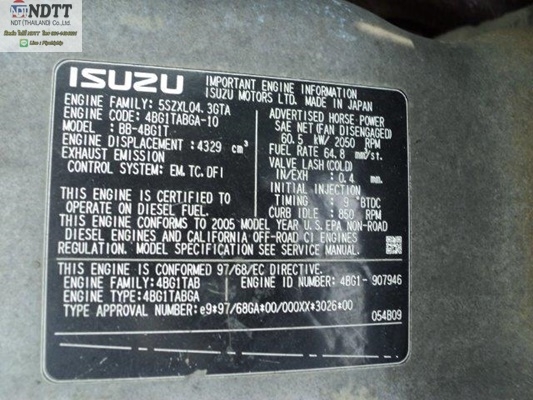 NDTT
NDT (THAILAND) Co., Ltd.
ISUZU
IMPORTANT ENGINE INFORMATION
ISUZU MOTORS LTD. MADE IN JAPAN
ENGINE FAMILY: 5SZXL04.3GTA
ENGINE CODE: 4BG1TABGA-10
MODEL: BB-4BG1T
ENGINE DISPLACEMENT: 4329 cm³
EXHAUST EMISSION
CONTROL SYSTEM: EM, TC, DFI
ADVERTISED HORSE POWER
SAE NET (FAN DISENGAGED)
60.5 kW/ 2050 RPM
FUEL RATE 64.8 mm³/st.
VALVE LASH (COLD)
IN/EXH : 0.4 mm.
INITIAL INJECTION
TIMING : 9 °BTDC
CURB IDLE : 850 RPM
THIS ENGINE IS CERTIFIED TO
OPERATE ON DIESEL FUEL.
THIS ENGINE CONFORMS TO 2005 MODEL YEAR U.S. EPA NON-ROAD
DIESEL ENGINES AND CALIFORNIA OFF-ROAD CI ENGINES
REGULATION. MODEL SPECIFICATION SEE SERVICE MANUAL.
THIS ENGINE IS CONFORMED 97/68/EC DIRECTIVE.
ENGINE FAMILY: 4BG1TAB
ENGINE ID NUMBER: 4BG1- 907946
ENGINE TYPE: 4BG1TABGA
TYPE APPROVAL NUMBER: e9*97/68GA*00/000XX*3026*00
054B09